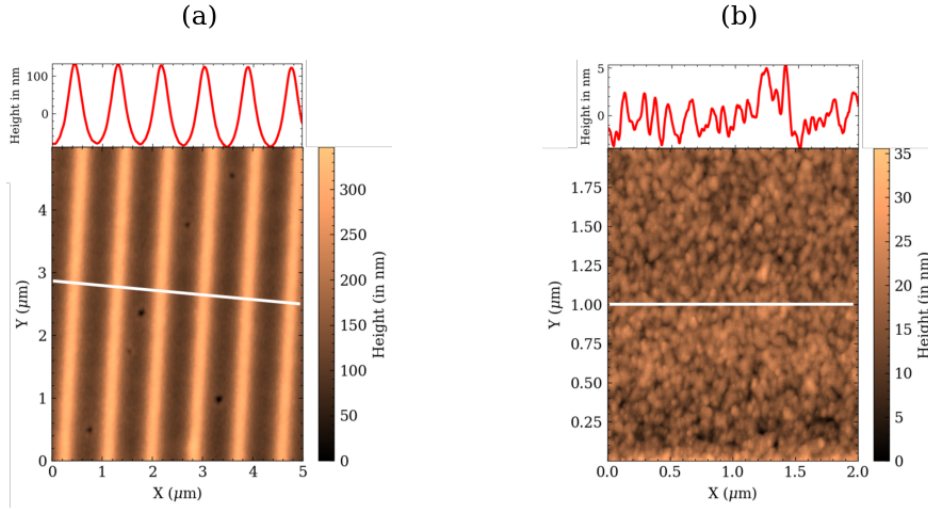 (a)
Height in nm
100
0
4
3
2
1
0
Y (μm)
0 1 2 3 4 5
X (μm)
300
250
200
150
100
50
0
Height (in nm)
(b)
Height in nm
5
0
1.75
1.50
1.25
1.00
0.75
0.50
0.25
Y (μm)
0.0 0.5 1.0 1.5 2.0
X (μm)
35
30
25
20
15
10
5
0
Height (in nm)